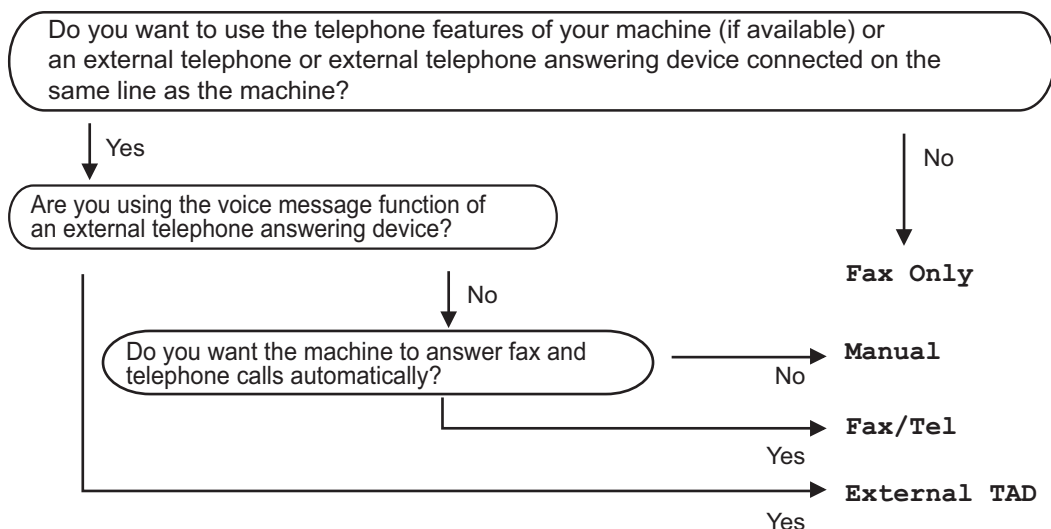 Do you want to use the telephone features of your machine (if available) or
an external telephone or external telephone answering device connected on the
same line as the machine?
Yes
No
Are you using the voice message function of
an external telephone answering device?
Fax Only
No
Do you want the machine to answer fax and
telephone calls automatically?
Manual
No
Fax/Tel
Yes
External TAD
Yes